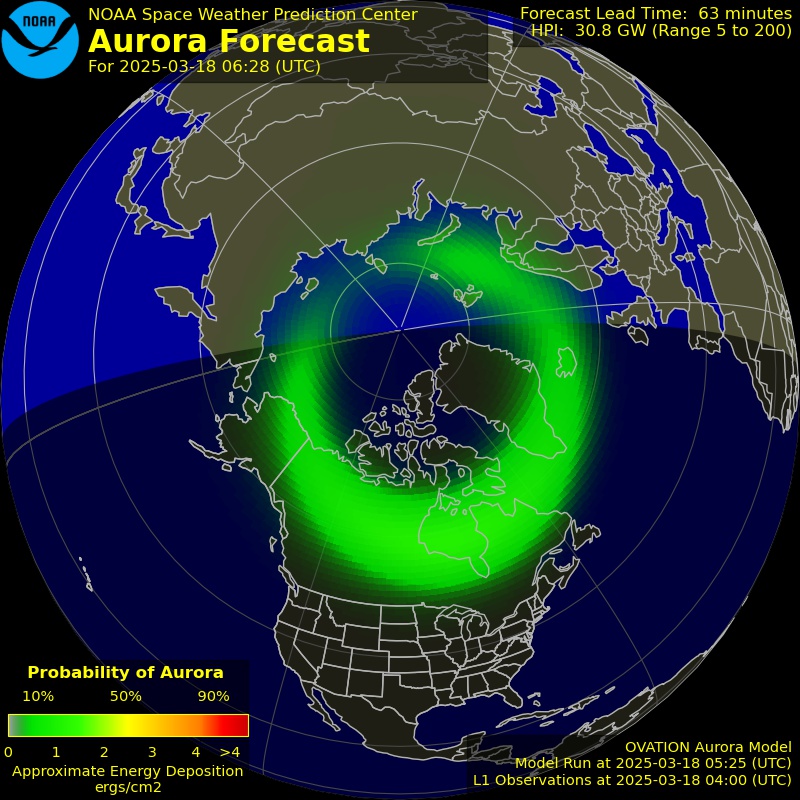 NOAA
NOAA Space Weather Prediction Center
Aurora Forecast
For 2025-03-18 06:28 (UTC)
Forecast Lead Time: 63 minutes
HPI: 30.8 GW (Range 5 to 200)
Probability of Aurora
10% 50% 90%
0 1 2 3 4 >4
Approximate Energy Deposition
ergs/cm2
OVATION Aurora Model
Model Run at 2025-03-18 05:25 (UTC)
L1 Observations at 2025-03-18 04:00 (UTC)